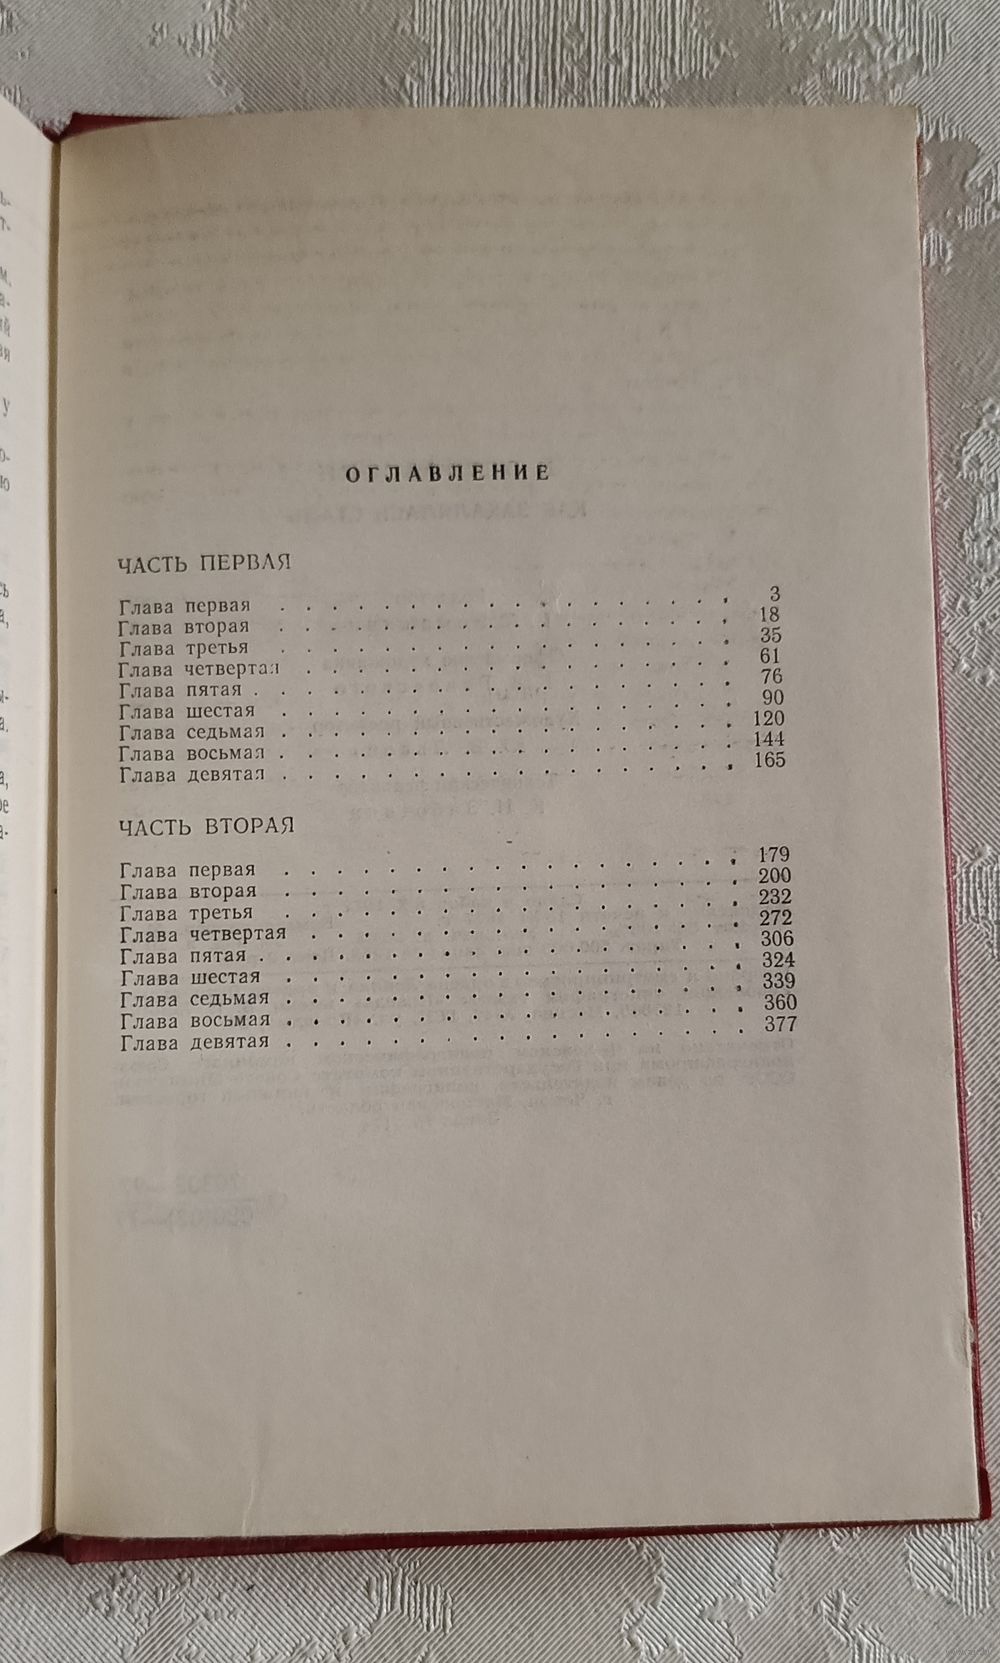 ОГЛАВЛЕНИЕ
ЧАСТЬ ПЕРВАЯ
Глава первая . . . . . . . . . . . . . . . . . 3
Глава вторая . . . . . . . . . . . . . . . . . 18
Глава третья . . . . . . . . . . . . . . . . . 35
Глава четвертая . . . . . . . . . . . . . . . . 61
Глава пятая . . . . . . . . . . . . . . . . . . 76
Глава шестая . . . . . . . . . . . . . . . . . 90
Глава седьмая . . . . . . . . . . . . . . . . . 120
Глава восьмая . . . . . . . . . . . . . . . . . 144
Глава девятая . . . . . . . . . . . . . . . . . 165
ЧАСТЬ ВТОРАЯ
Глава первая . . . . . . . . . . . . . . . . . 179
Глава вторая . . . . . . . . . . . . . . . . . 200
Глава третья . . . . . . . . . . . . . . . . . 232
Глава четвертая . . . . . . . . . . . . . . . . 272
Глава пятая . . . . . . . . . . . . . . . . . . 306
Глава шестая . . . . . . . . . . . . . . . . . 324
Глава седьмая . . . . . . . . . . . . . . . . . 339
Глава восьмая . . . . . . . . . . . . . . . . . 360
Глава девятая . . . . . . . . . . . . . . . . . 377